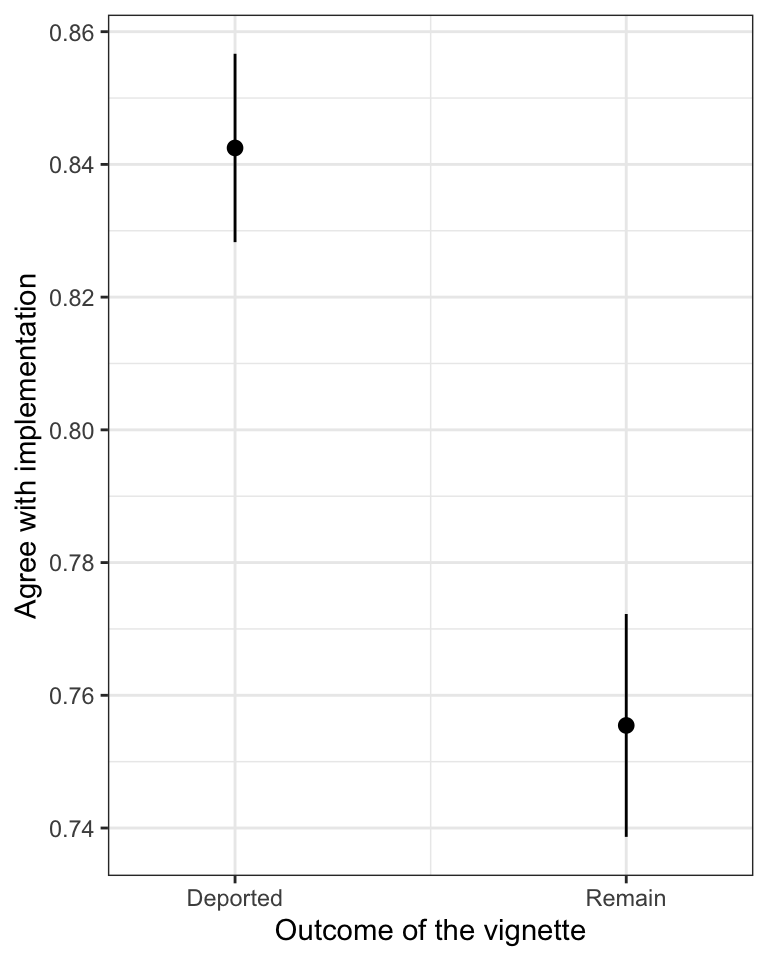 Agree with implementation
0.86
0.84
0.82
0.80
0.78
0.76
0.74
Deported Remain
Outcome of the vignette